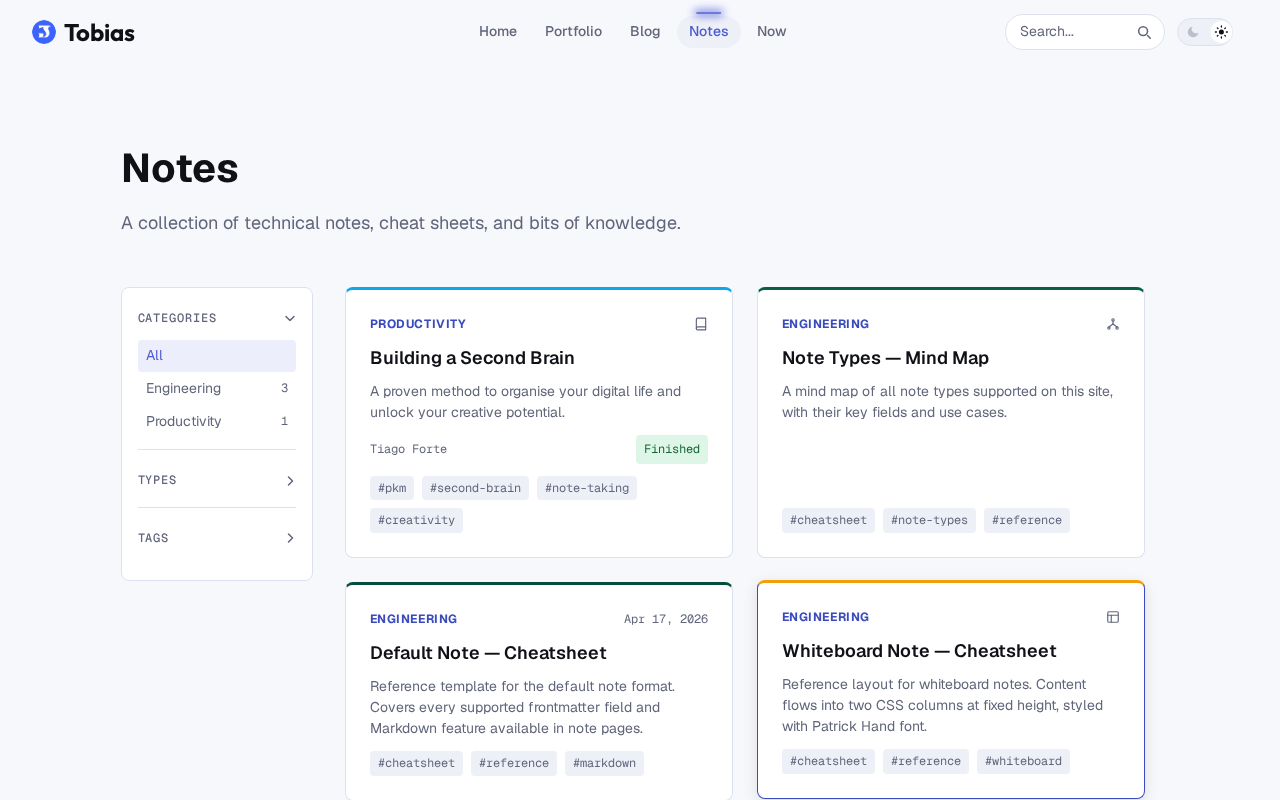 Tobias
Home
Portfolio
Blog
Notes
Now
Search...
Notes
A collection of technical notes, cheat sheets, and bits of knowledge.
CATEGORIES
All
Engineering 3
Productivity 1
TYPES
TAGS
PRODUCTIVITY
Building a Second Brain
A proven method to organise your digital life and
unlock your creative potential.
Tiago Forte
Finished
#pkm #second-brain #note-taking
#creativity
ENGINEERING
Note Types — Mind Map
A mind map of all note types supported on this site,
with their key fields and use cases.
#cheatsheet #note-types #reference
ENGINEERING
Apr 17, 2026
Default Note — Cheatsheet
Reference template for the default note format.
Covers every supported frontmatter field and
Markdown feature available in note pages.
#cheatsheet #reference #markdown
ENGINEERING
Whiteboard Note — Cheatsheet
Reference layout for whiteboard notes. Content
flows into two CSS columns at fixed height, styled
with Patrick Hand font.
#cheatsheet #reference #whiteboard